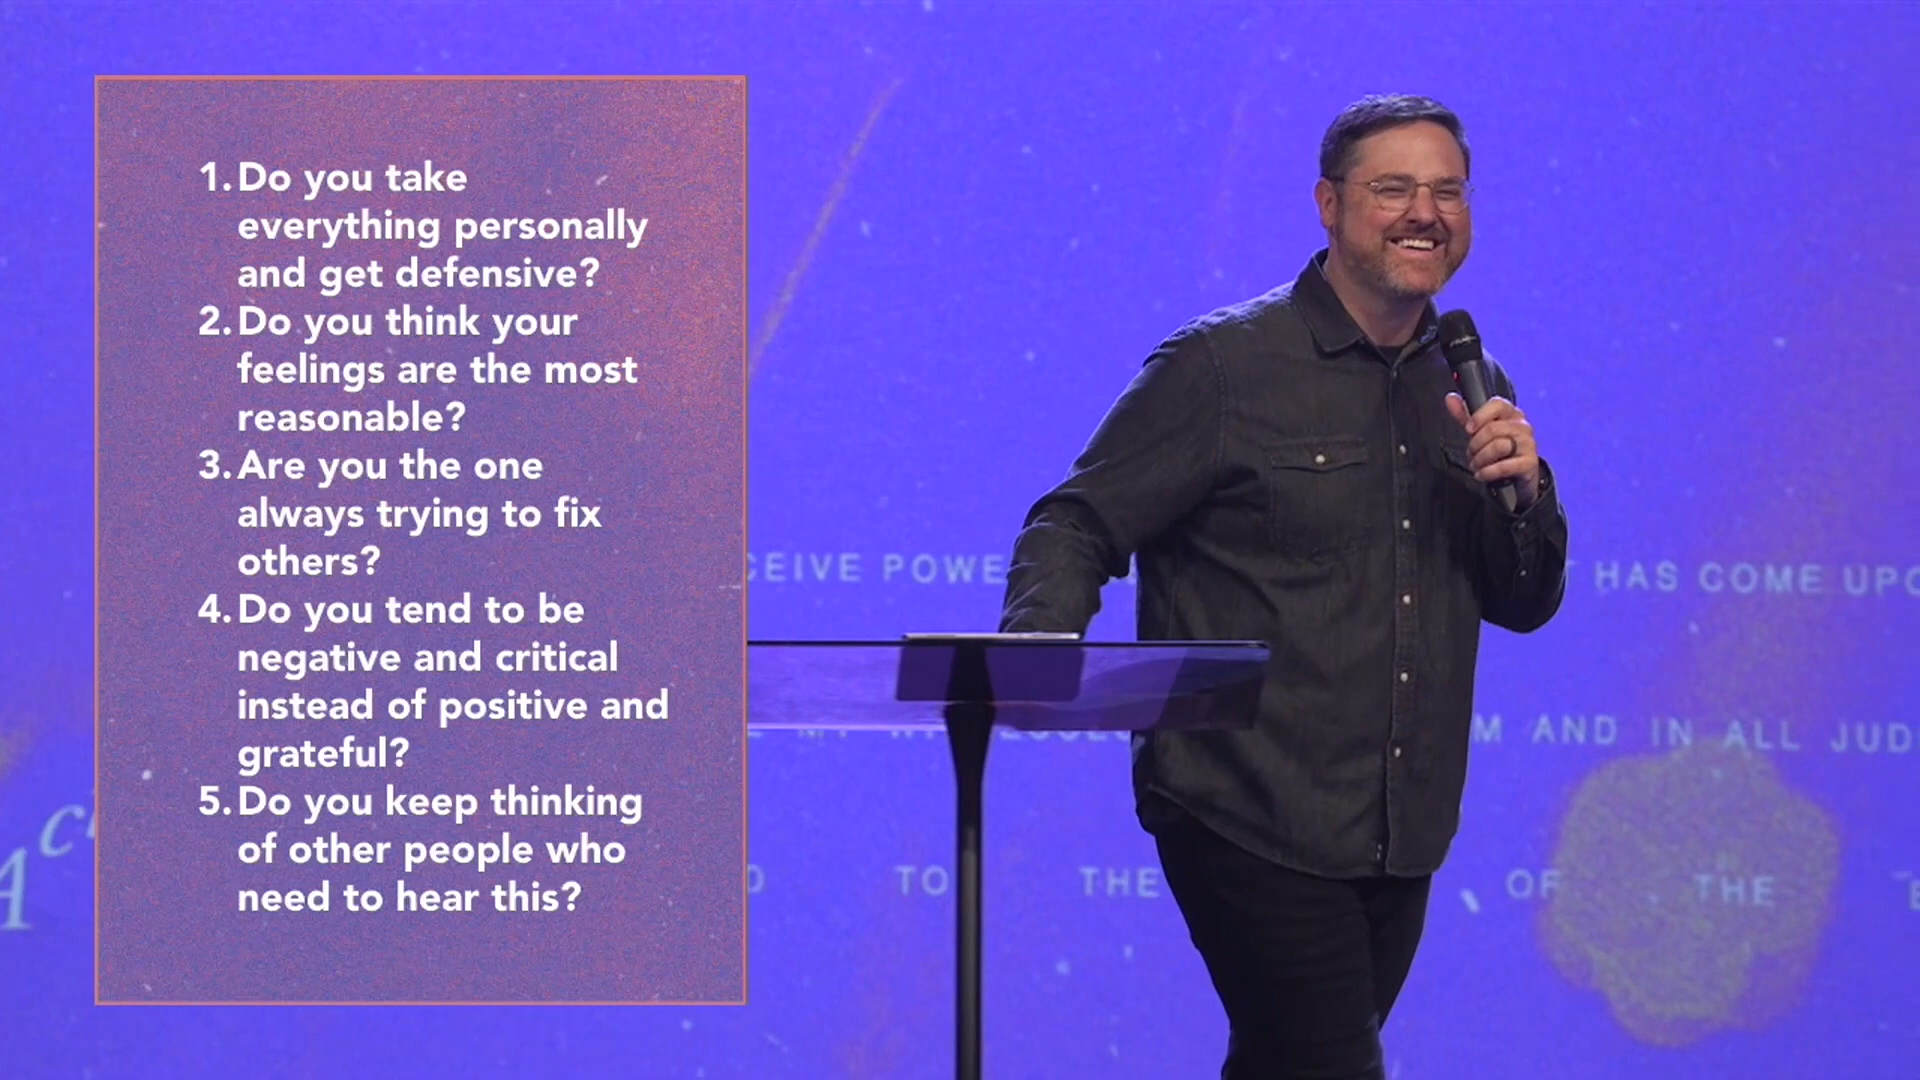 1. Do you take
everything personally
and get defensive?
2. Do you think your
feelings are the most
reasonable?
3. Are you the one
always trying to fix
others?
4. Do you tend to be
negative and critical
instead of positive and
grateful?
5. Do you keep thinking
of other people who
need to hear this?
HAS COME
AND IN ALL
TO THE OF THE